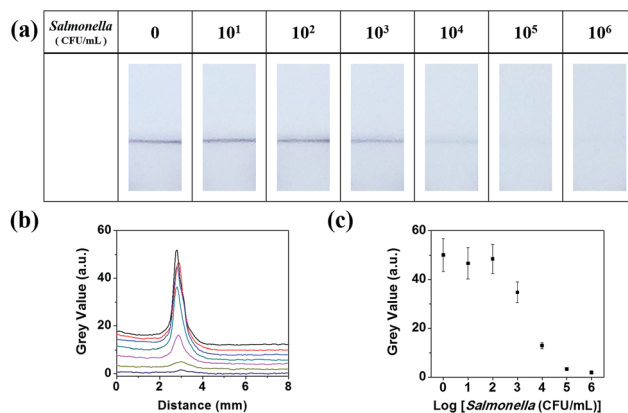 (a)
Salmonella
(CFU/mL)
0 10¹ 10² 10³ 10⁴ 10⁵ 10⁶
(b)
60
40
20
0
Grey Value (a.u.)
0 2 4 6 8
Distance (mm)
(c)
60
40
20
0
Grey Value (a.u.)
0 1 2 3 4 5 6
Log [Salmonella (CFU/mL)]